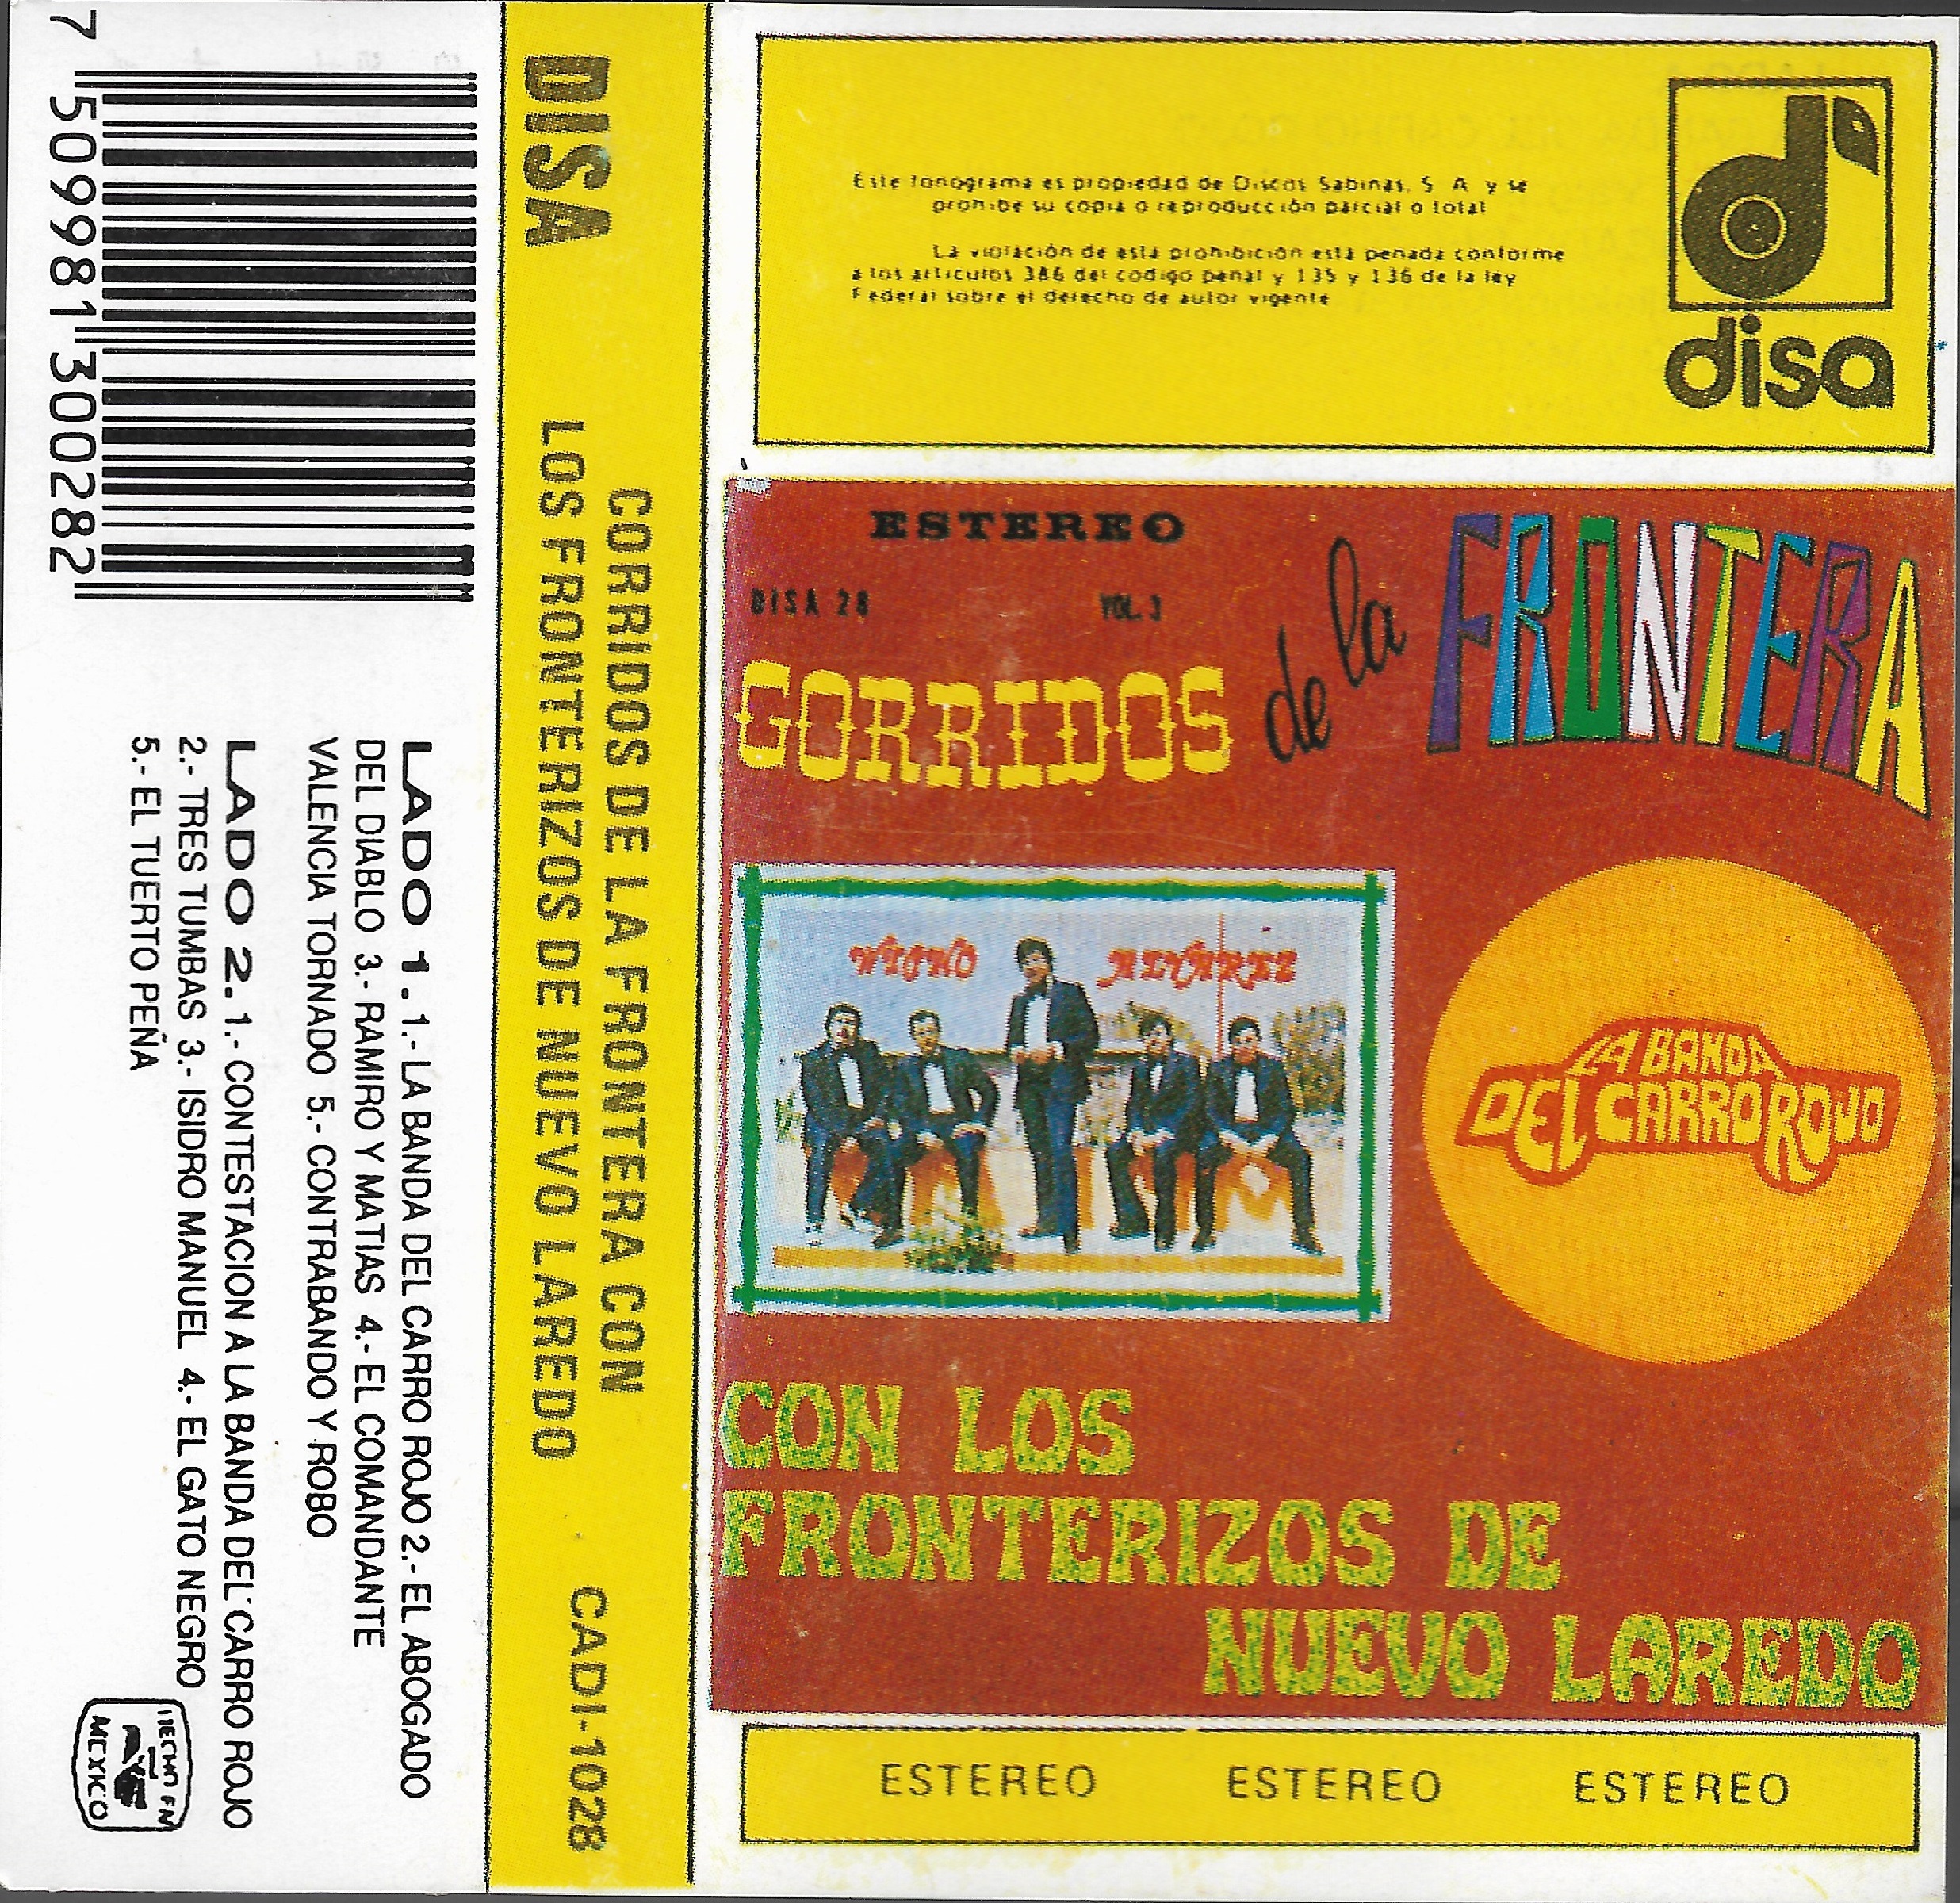 7 509981 300282
LADO 1. 1.- LA BANDA DEL CARRO ROJO 2.- EL ABOGADO
DEL DIABLO 3.- RAMIRO Y MATIAS 4.- EL COMANDANTE
VALENCIA TORNADO 5.- CONTRABANDO Y ROBO
LADO 2. 1.- CONTESTACION A LA BANDA DEL CARRO ROJO
2.- TRES TUMBAS 3.- ISIDRO MANUEL 4.- EL GATO NEGRO
5.- EL TUERTO PEÑA
HECHO EN
MEXICO
DISA
CORRIDOS DE LA FRONTERA CON
LOS FRONTERIZOS DE NUEVO LAREDO
CADI-1028
Este fonograma es propiedad de Discos Sabinas, S. A. y se
prohibe su copia o reproducción parcial o total
La violación de esta prohibición está penada conforme
a los artículos 386 del codigo penal y 135 y 136 de la ley
Federal sobre el derecho de autor vigente
disa
ESTEREO
DISA 28 VOL. 3
CORRIDOS de la FRONTERA
NICHO ALVAREZ
LA BANDA
DEL CARRO ROJO
CON LOS
FRONTERIZOS DE
NUEVO LAREDO
ESTEREO ESTEREO ESTEREO